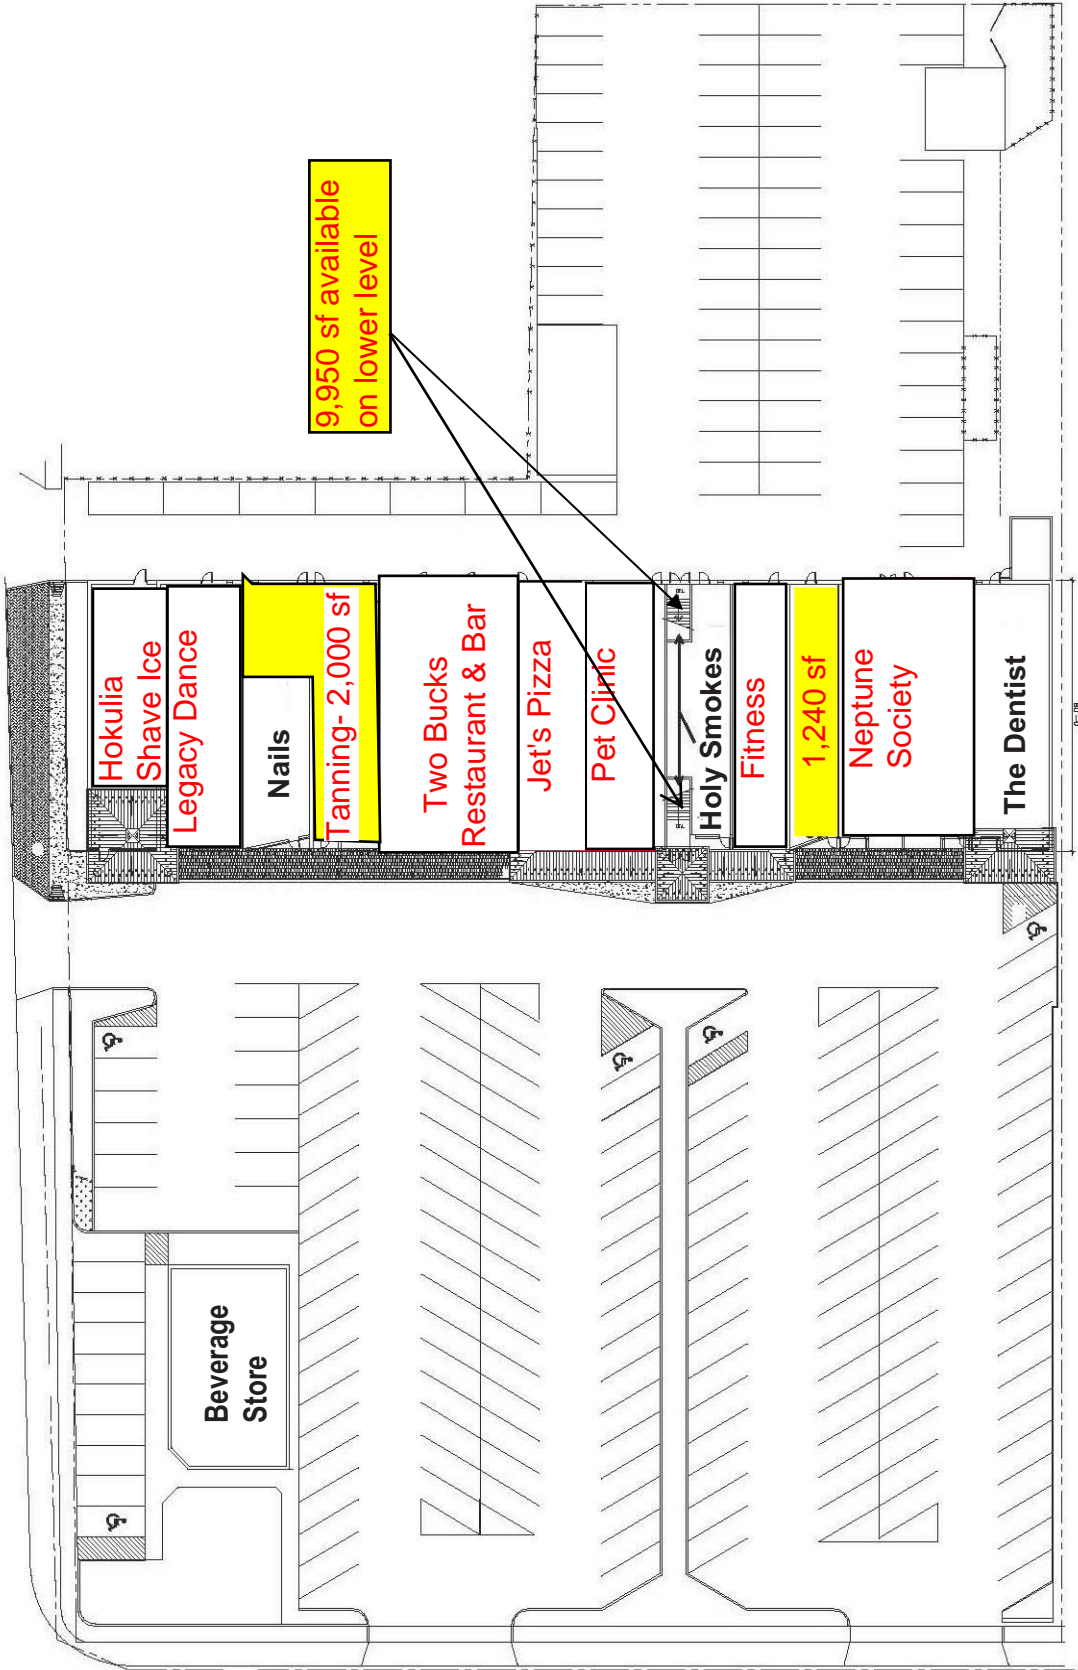 9,950 sf available
on lower level
Hokulia
Shave Ice
Legacy Dance
Nails
Tanning- 2,000 sf
Two Bucks
Restaurant & Bar
Jet's Pizza
Pet Clinic
Holy Smokes
Fitness
1,240 sf
Neptune
Society
The Dentist
Beverage
Store